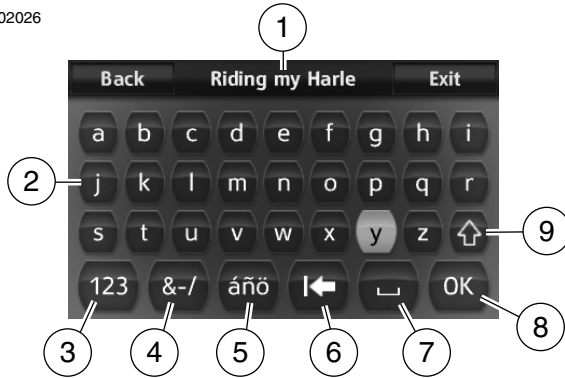 02026
1
Back Riding my Harle Exit
a b c d e f g h i
2 j k l m n o p q r
s t u v w x y z 9
123 &-/ áñö OK
3 4 5 6 7 8